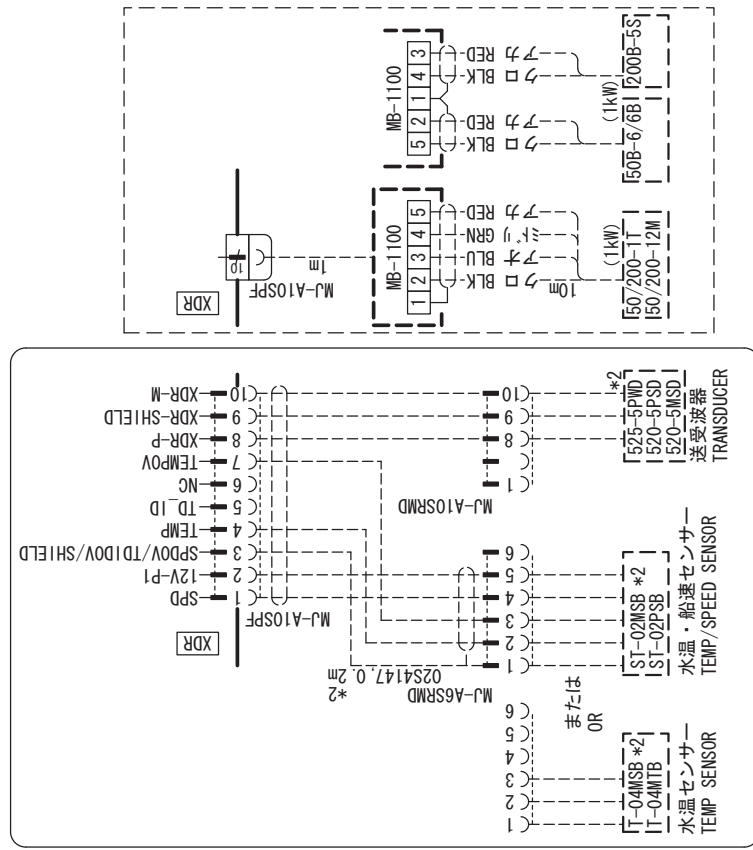 MB-1100
3
4
1
2
5
アカ RED
クロ BLK
アカ RED
クロ BLK
(1kW)
200B-5S
50B-6/6B
10
XDR
MJ-A10SPF
1m
MB-1100
5
4
3
2
1
アカ RED
ミドリ GRN
アオ BLU
クロ BLK
10m
(1kW)
50/200-1T
50/200-12M
XDR-M
XDR-SHIELD
XDR-P
TEMP0V
NC
TD_ID
TEMP
SPD0V/TDID0V/SHIELD
12V-P1
SPD
10
9
8
7
6
5
4
3
2
1
XDR
MJ-A10SPF
10
9
8
1
MJ-A10SRMD
*2
525-5PWD
520-5PSD
520-5MSD
送受波器
TRANSDUCER
*2
02S4147,0.2m
MJ-A6SRMD
6
5
4
3
2
1
ST-02MSB *2
ST-02PSB
水温・船速センサー
TEMP/SPEED SENSOR
または
OR
6
5
4
3
2
1
T-04MSB *2
T-04MTB
水温センサー
TEMP SENSOR